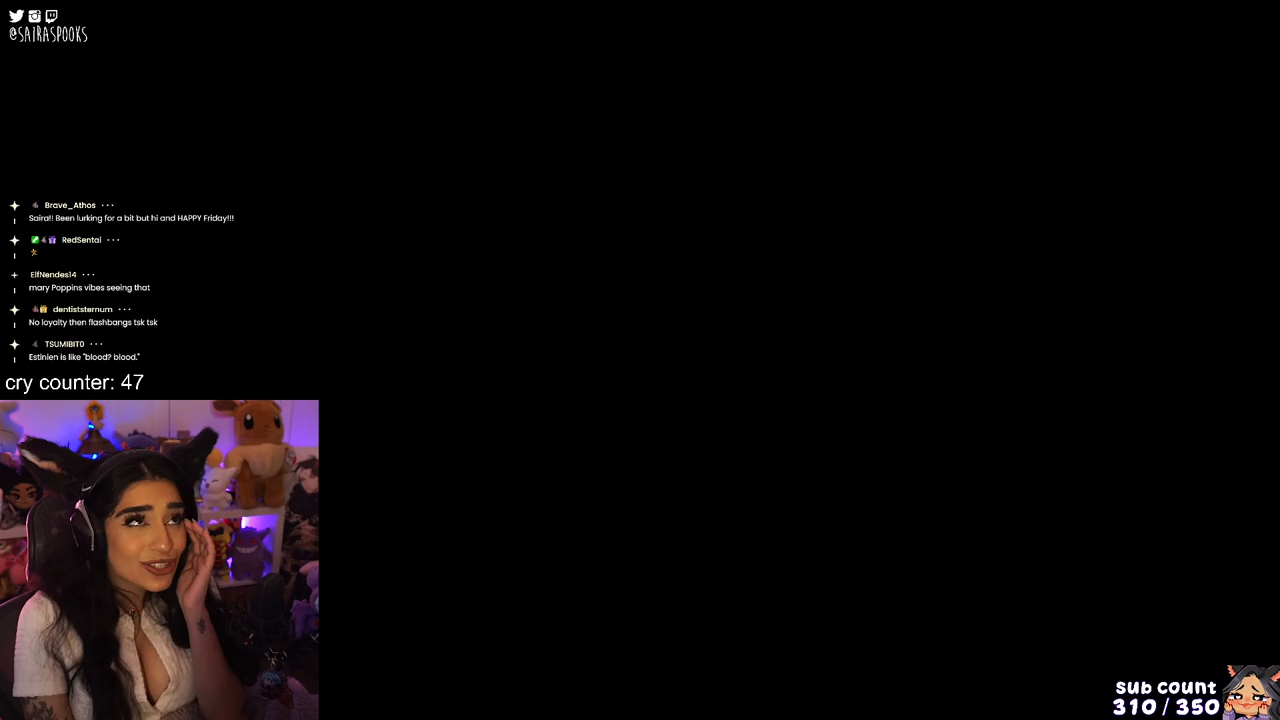 @SAIRASPOOKS
Brave_Athos
Saira!! Been lurking for a bit but hi and HAPPY Friday!!!
RedSentai
ElfNendes14
mary Poppins vibes seeing that
dentiststernum
No loyalty then flashbangs tsk tsk
TSUMIBIT0
Estinien is like "blood? blood."
cry counter: 47
sub count
310 / 350